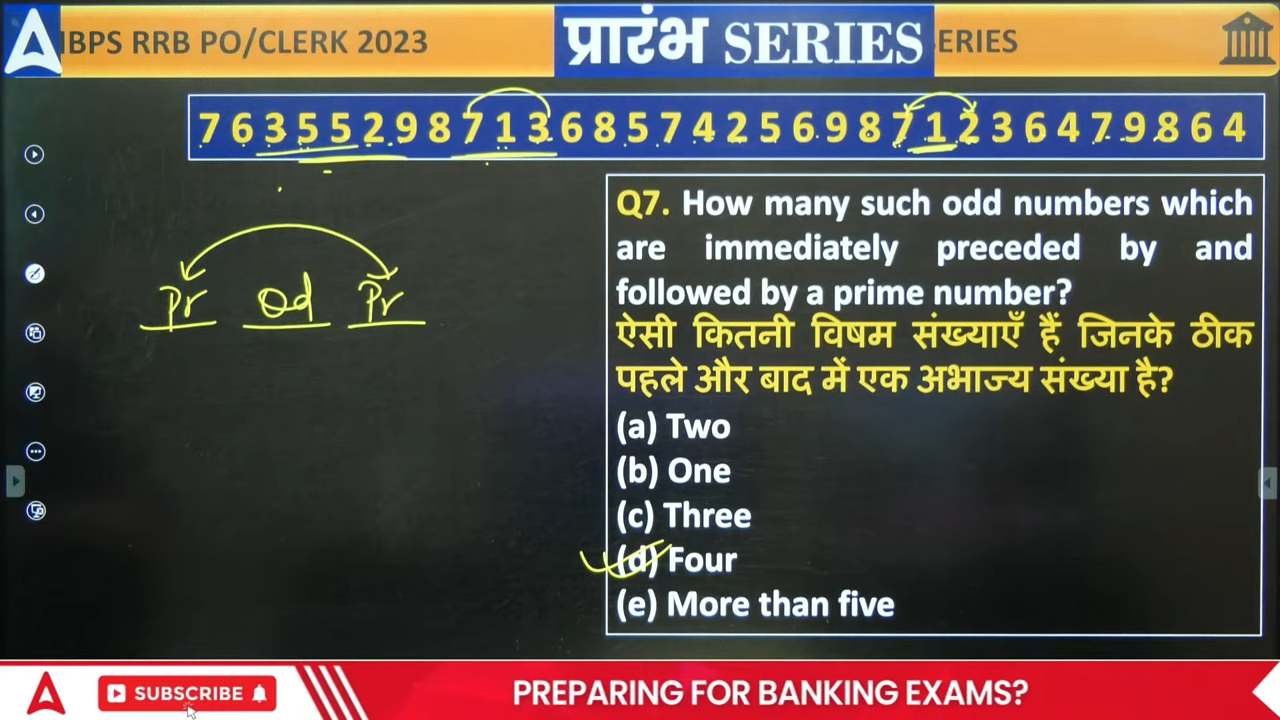 IBPS RRB PO/CLERK 2023
प्रारंभ SERIES
ERIES
7 6 3 5 5 2 9 8 7 1 3 6 8 5 7 4 2 5 6 9 8 7 1 2 3 6 4 7 9 8 6 4
Pr Od Pr
Q7. How many such odd numbers which
are immediately preceded by and
followed by a prime number?
ऐसी कितनी विषम संख्याएँ हैं जिनके ठीक
पहले और बाद में एक अभाज्य संख्या है?
(a) Two
(b) One
(c) Three
(d) Four
(e) More than five
SUBSCRIBE
PREPARING FOR BANKING EXAMS?